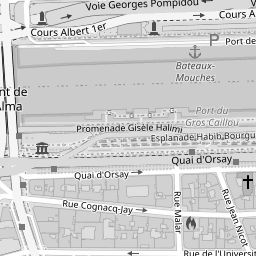 Voie Georges Pompidou
Cours Albert 1er
Cours A
P
Port de
Bateaux-
Mouches
nt de
Alma
Port du
Gros Caillou
Promenade Gisèle Halimi
Esplanade Habib Bourgu
Quai d'Orsay
Quai d'Orsay
Rue Cognacq-Jay
Rue Malar
Rue Jean Nicot
Rue de l'Universit